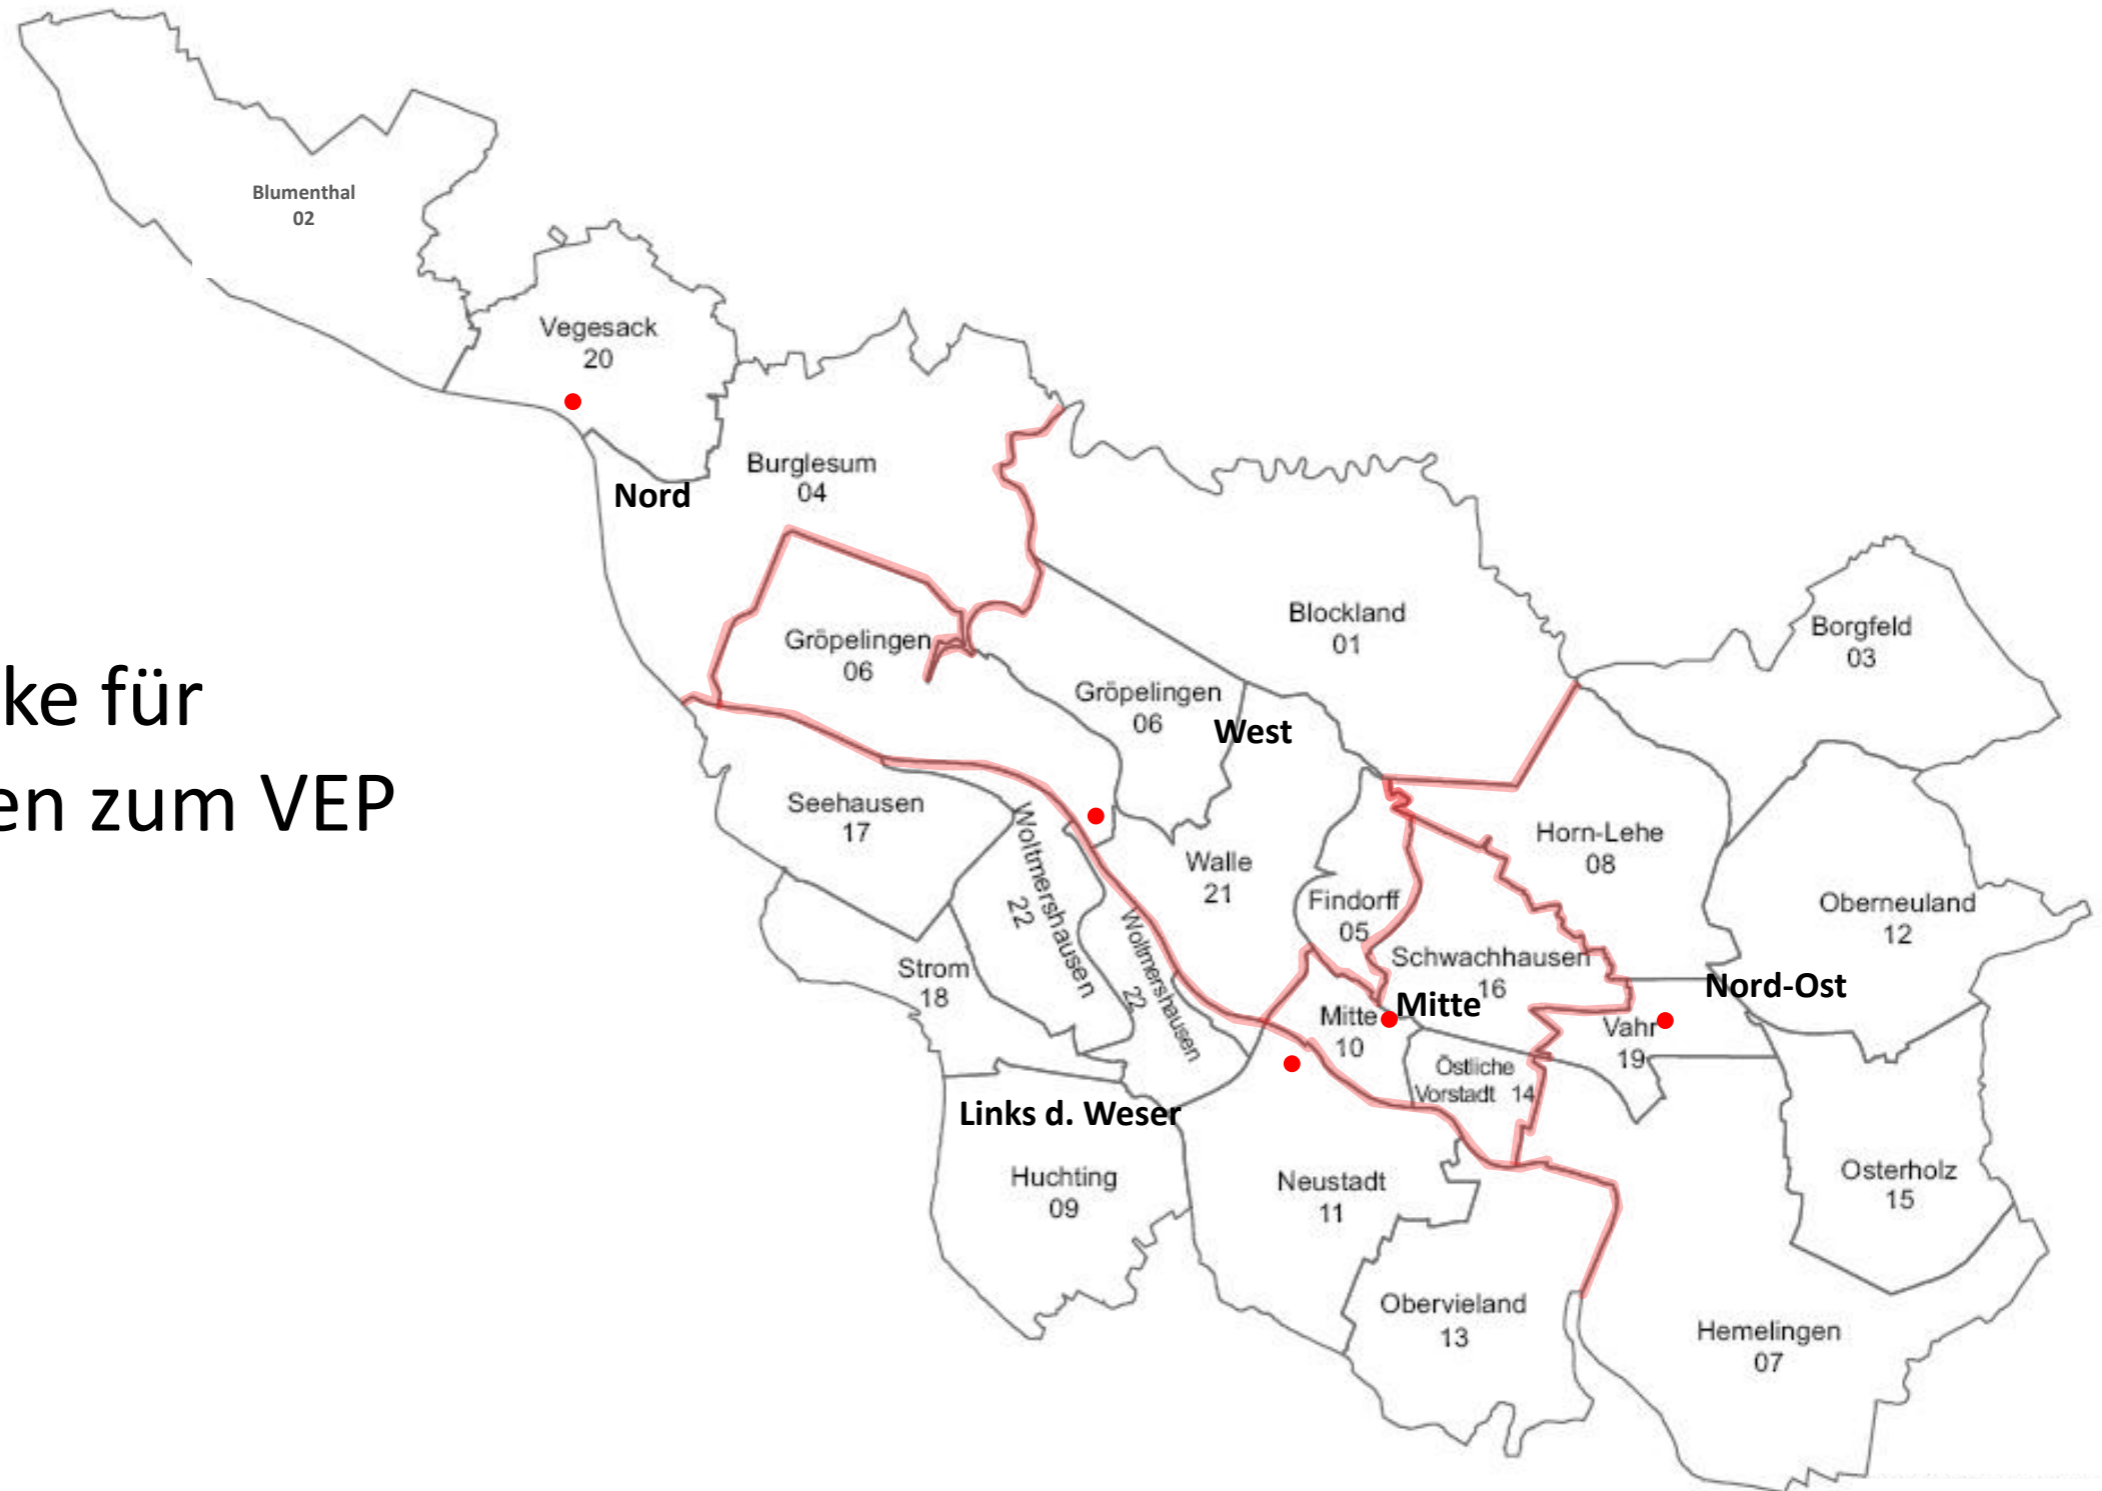 Blumenthal
02
Vegesack
20
Burglesum
04
Nord
Gröpelingen
06
Gröpelingen
06
West
Blockland
01
Borgfeld
03
ke für
en zum VEP
Seehausen
17
Woltmershausen
22
Woltmershausen
22
Walle
21
Findorff
05
Horn-Lehe
08
Oberneuland
12
Strom
18
Schwachhausen
16
Nord-Ost
Mitte
10
Mitte
Vahr
19
Östliche
Vorstadt 14
Links d. Weser
Huchting
09
Neustadt
11
Osterholz
15
Obervieland
13
Hemelingen
07